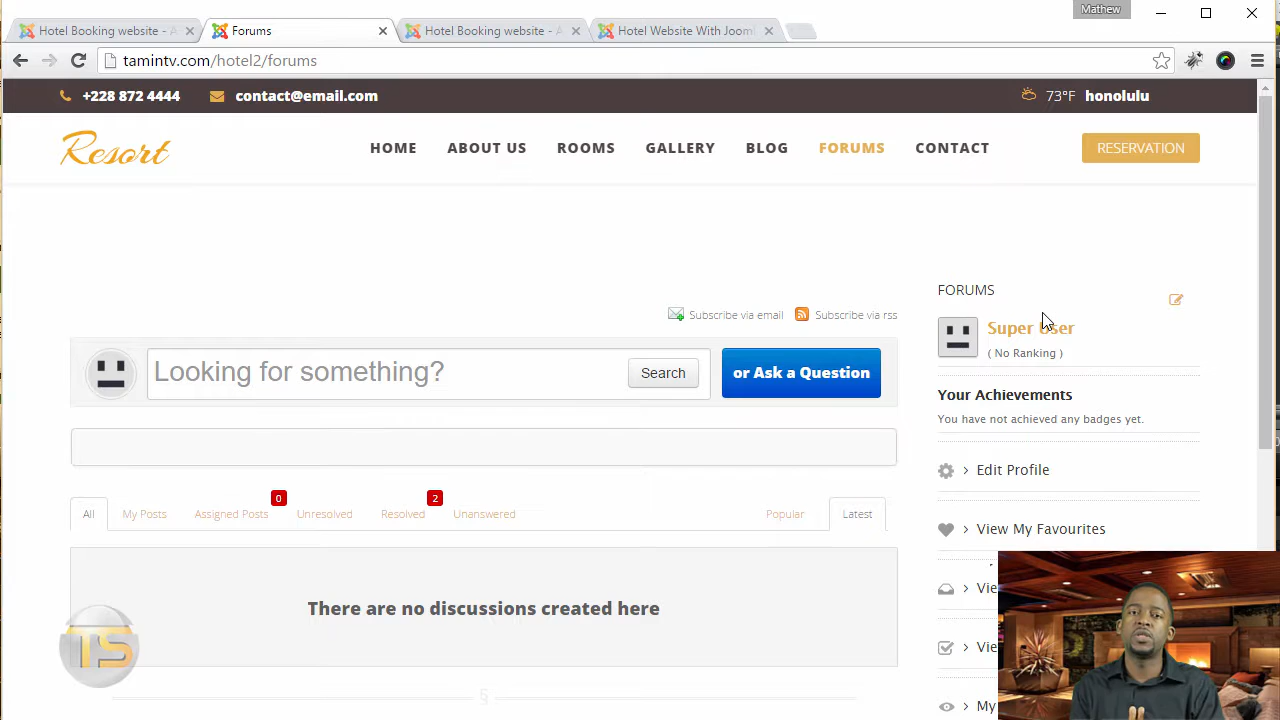 Mathew
Hotel Booking website - A
Forums
Hotel Booking website - A
Hotel Website With Jooml
tamintv.com/hotel2/forums
+228 872 4444
contact@email.com
73°F honolulu
Resort
HOME
ABOUT US
ROOMS
GALLERY
BLOG
FORUMS
CONTACT
RESERVATION
FORUMS
Subscribe via email
Subscribe via rss
Super User
( No Ranking )
Looking for something?
Search
or Ask a Question
Your Achievements
You have not achieved any badges yet.
Edit Profile
0
2
All
My Posts
Assigned Posts
Unresolved
Resolved
Unanswered
Popular
Latest
View My Favourites
Vie
There are no discussions created here
Vie
TS
My
§